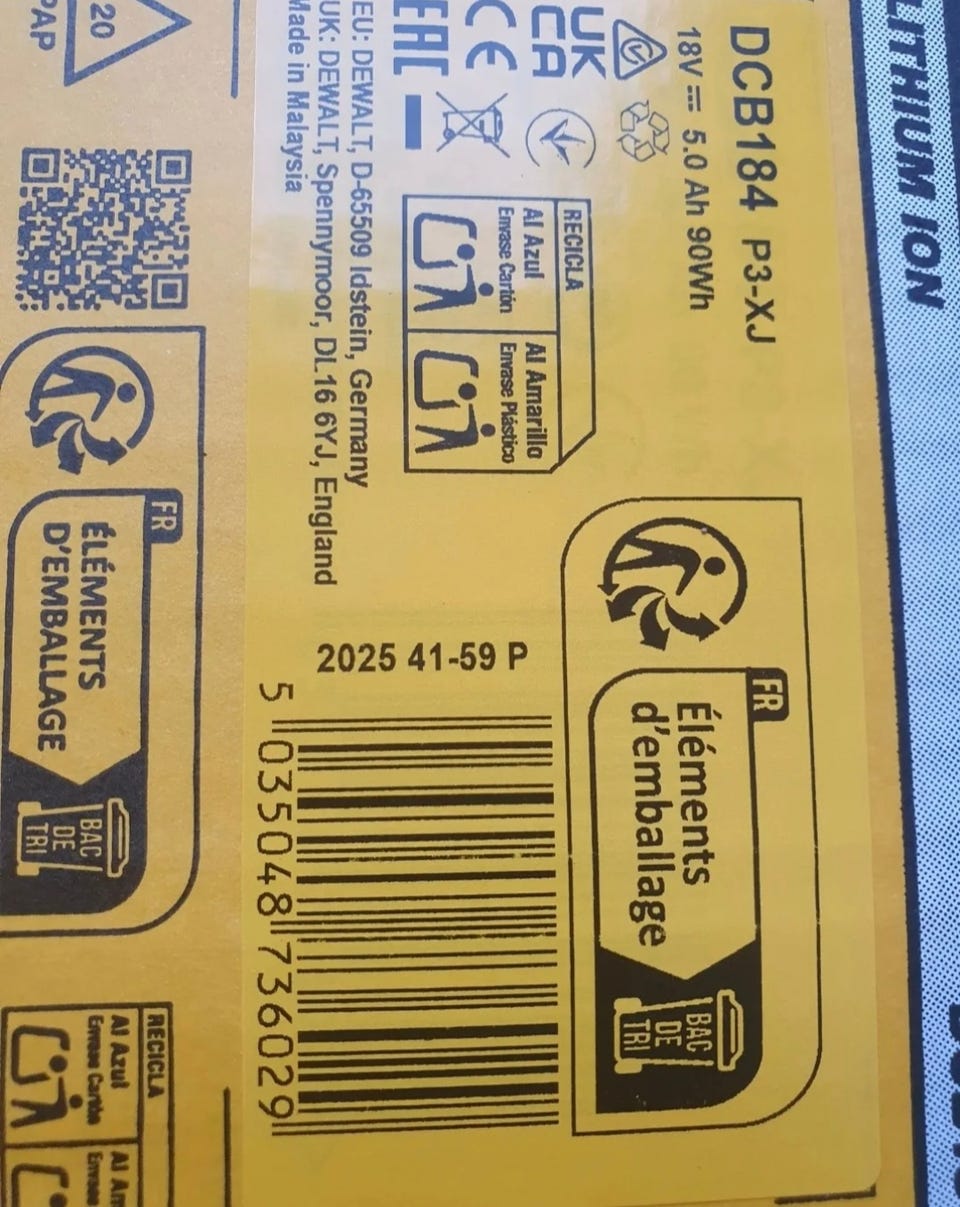 LITHIUM ION
DCB184 P3-XJ
18V ⎓ 5.0 Ah 90Wh
UK
CA
CE
EAC
RECICLA
Al Azul
Envase Cartón
Al Amarillo
Envase Plástico
EU: DEWALT, D-65509 Idstein, Germany
UK: DEWALT, Spennymoor, DL16 6YJ, England
Made in Malaysia
FR
Éléments
d'emballage
BAC
DE
TRI
2025 41-59 P
5 035048 736029
20
PAP
FR
ÉLÉMENTS
D'EMBALLAGE
BAC
DE
TRI
RECICLA
Al Azul
Envase Cartón
Envase